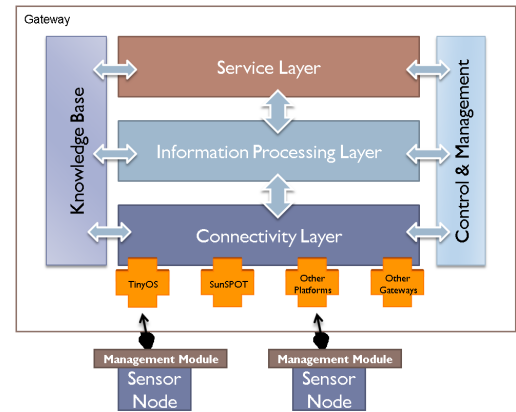 Gateway
Service Layer
Knowledge Base
Information Processing Layer
Control & Management
Connectivity Layer
TinyOS
SunSPOT
Other
Platforms
Other
Gateways
Management Module
Sensor
Node
Management Module
Sensor
Node